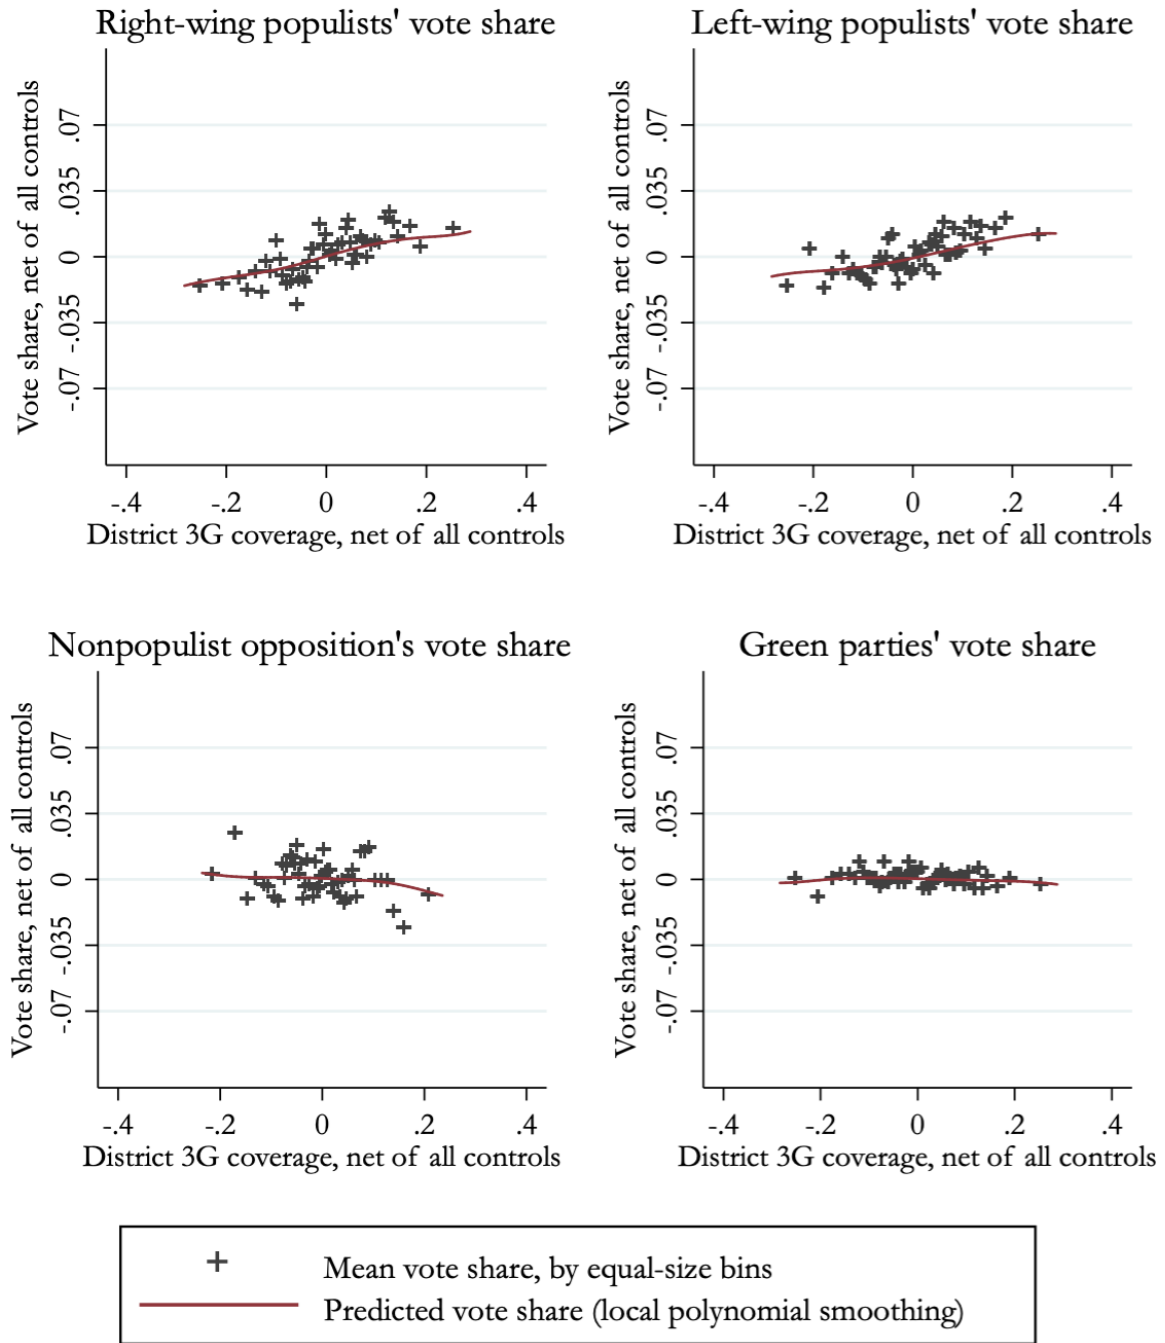 Right-wing populists' vote share
Left-wing populists' vote share
Vote share, net of all controls
.07
.035
0
-.035
-.07
-.4 -.2 0 .2 .4
District 3G coverage, net of all controls
Vote share, net of all controls
.07
.035
0
-.035
-.07
-.4 -.2 0 .2 .4
District 3G coverage, net of all controls
Nonpopulist opposition's vote share
Green parties' vote share
Vote share, net of all controls
.07
.035
0
-.035
-.07
-.4 -.2 0 .2 .4
District 3G coverage, net of all controls
Vote share, net of all controls
.07
.035
0
-.035
-.07
-.4 -.2 0 .2 .4
District 3G coverage, net of all controls
Mean vote share, by equal-size bins
Predicted vote share (local polynomial smoothing)